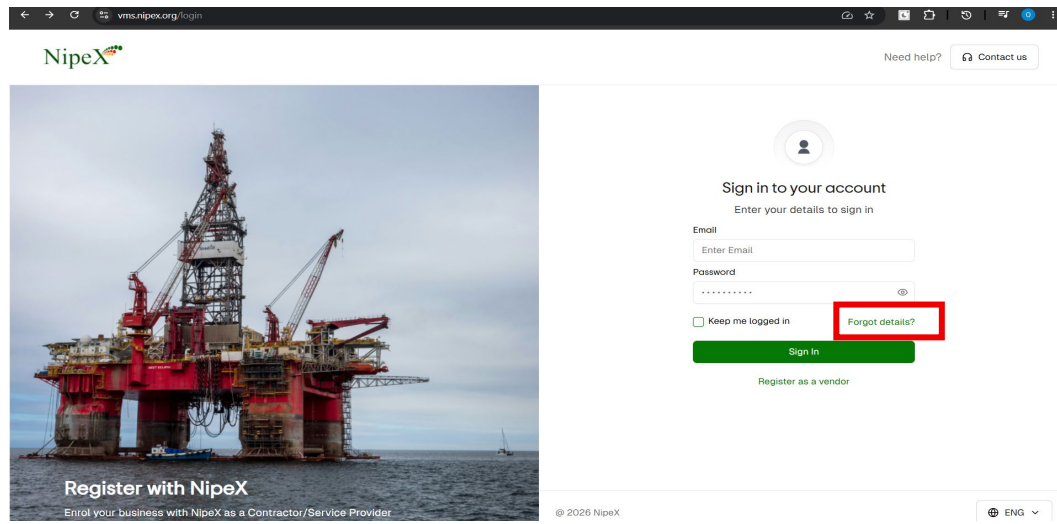 vms.nipex.org/login
NipeX
Need help?
Contact us
Sign in to your account
Enter your details to sign in
Email
Enter Email
Password
Keep me logged in
Forgot details?
Sign In
Register as a vendor
Register with NipeX
Enrol your business with NipeX as a Contractor/Service Provider
@ 2026 NipeX
ENG